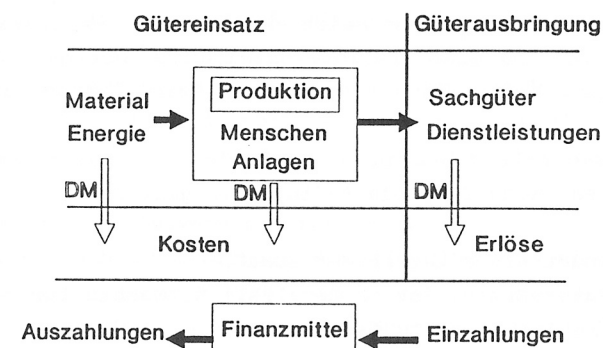 Gütereinsatz Güterausbringung
Produktion
Material Sachgüter
Energie Menschen Dienstleistungen
Anlagen
DM DM DM
Kosten Erlöse
Auszahlungen Finanzmittel Einzahlungen